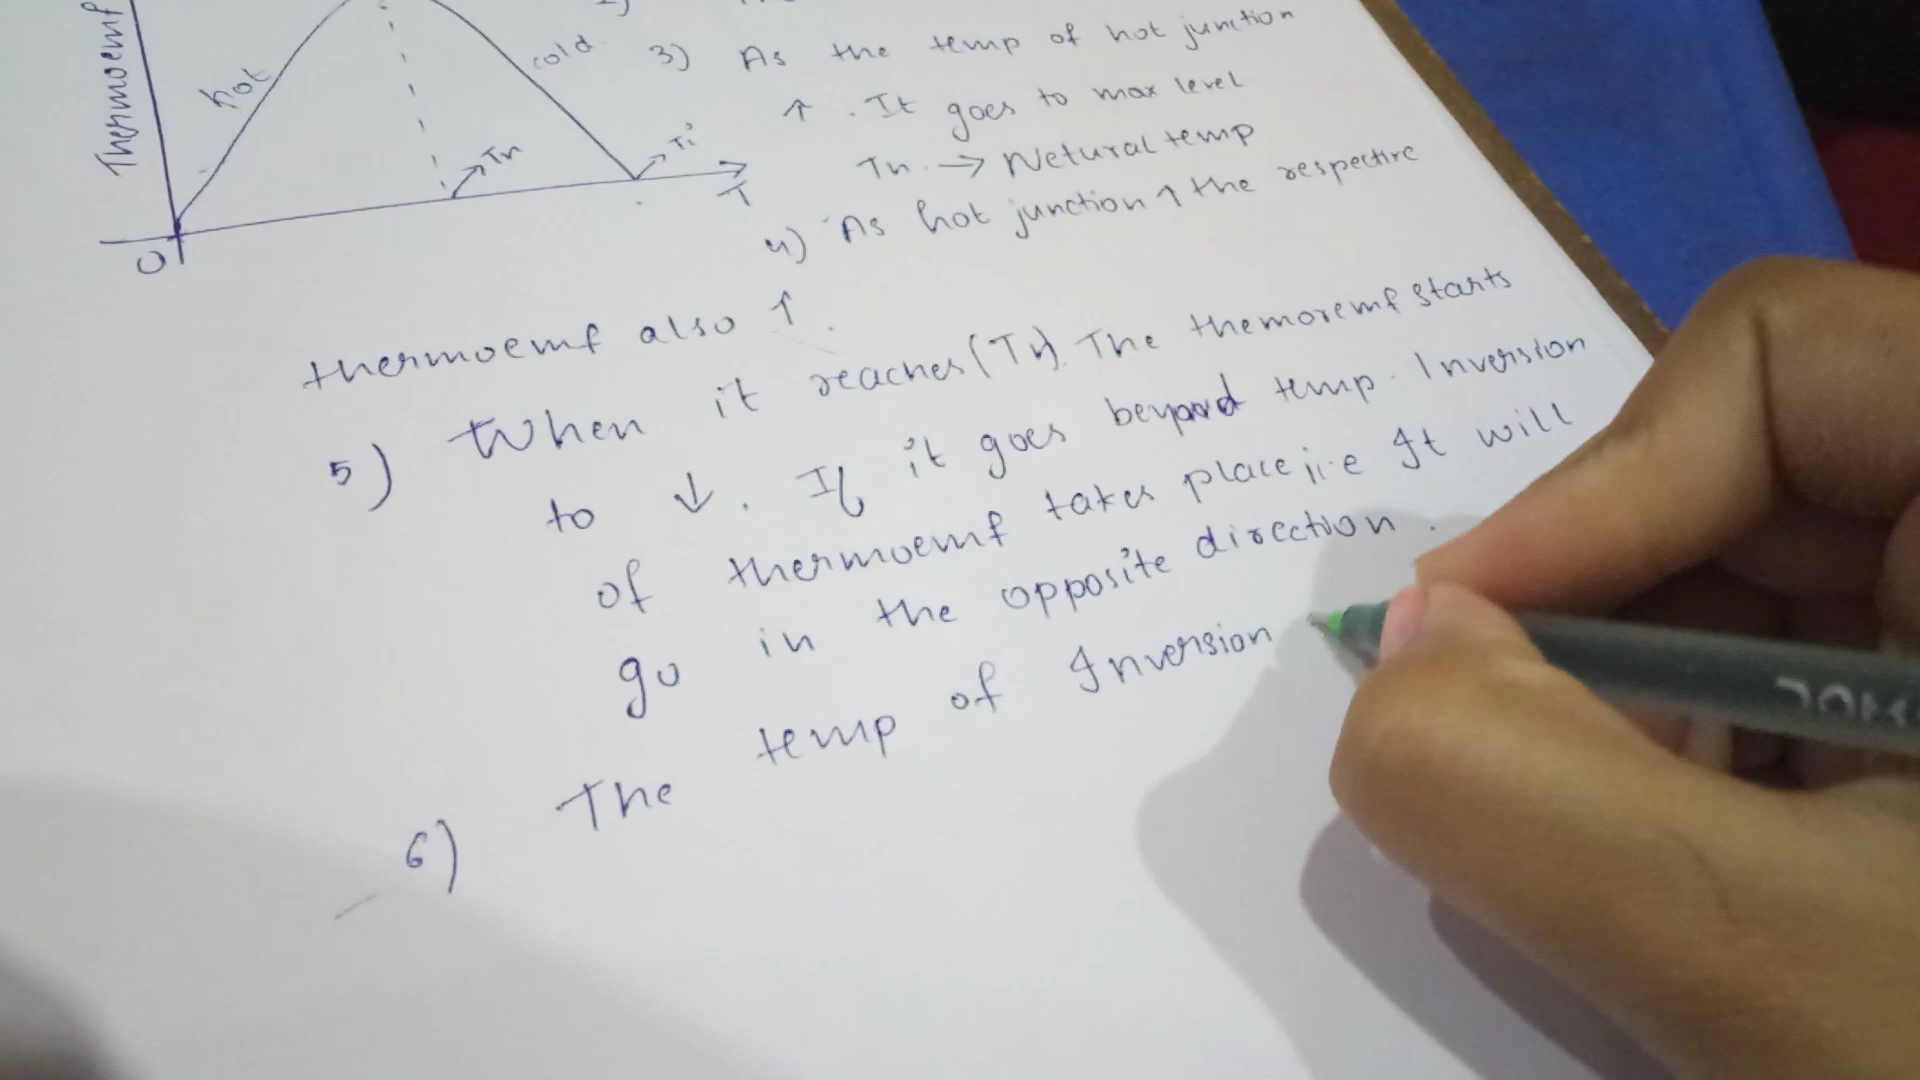 Thermoemf
hot
cold
Tn
Ti
T
O
3) As the temp of hot junction
↑ . It goes to max level
Tn. → Netural temp
4) As hot junction ↑ the respective
thermoemf also ↑ .
5) When it reaches (Tn). The themoremf starts
to ↓ . If it goes beyond temp. Inversion
of thermoemf takes place i.e It will
go in the opposite direction .
6) The temp of Inversion